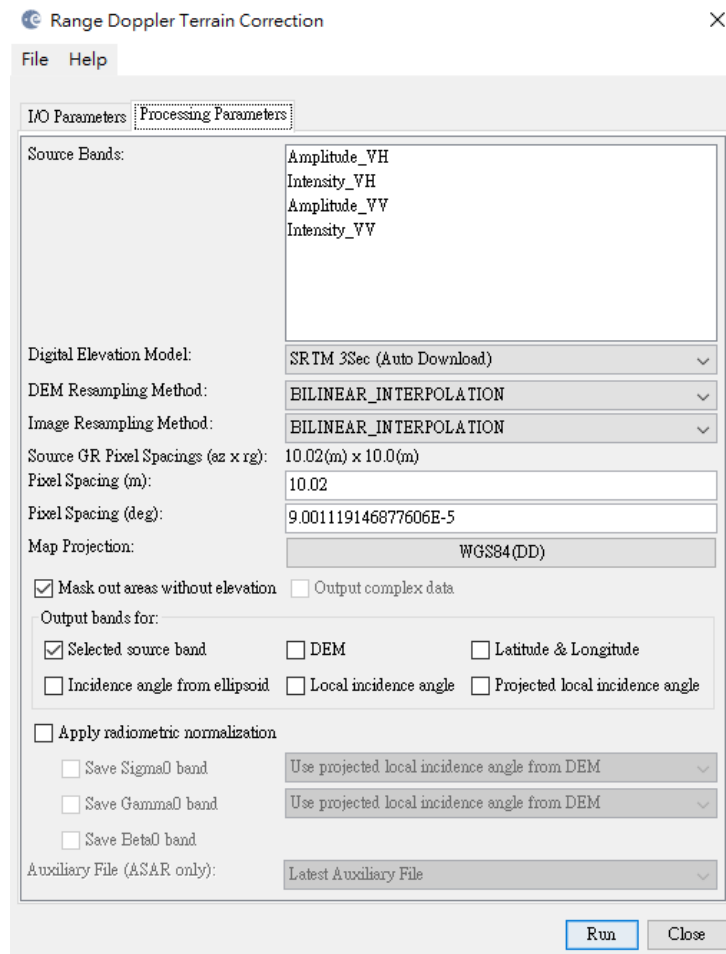 Range Doppler Terrain Correction
File Help
I/O Parameters Processing Parameters
Source Bands:
Amplitude_VH
Intensity_VH
Amplitude_VV
Intensity_VV
Digital Elevation Model: SRTM 3Sec (Auto Download)
DEM Resampling Method: BILINEAR_INTERPOLATION
Image Resampling Method: BILINEAR_INTERPOLATION
Source GR Pixel Spacings (az x rg): 10.02(m) x 10.0(m)
Pixel Spacing (m): 10.02
Pixel Spacing (deg): 9.001119146877606E-5
Map Projection: WGS84(DD)
Mask out areas without elevation Output complex data
Output bands for:
Selected source band DEM Latitude & Longitude
Incidence angle from ellipsoid Local incidence angle Projected local incidence angle
Apply radiometric normalization
Save Sigma0 band Use projected local incidence angle from DEM
Save Gamma0 band Use projected local incidence angle from DEM
Save Beta0 band
Auxiliary File (ASAR only): Latest Auxiliary File
Run Close